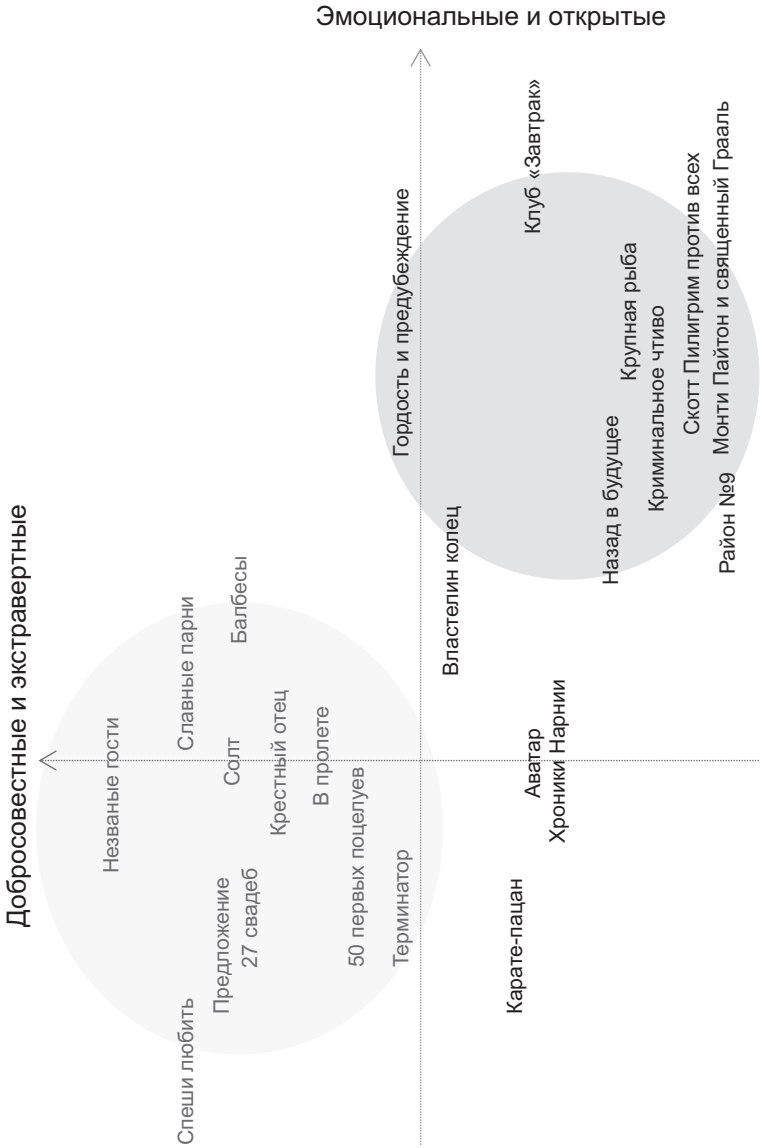 Эмоциональные и открытые
Добросовестные и экстравертные
Незваные гости
Спеши любить
Славные парни
Предложение
Солт
Балбесы
27 свадеб
Крестный отец
В пролете
50 первых поцелуев
Терминатор
Гордость и предубеждение
Властелин колец
Карате-пацан
Аватар
Клуб «Завтрак»
Хроники Нарнии
Назад в будущее
Крупная рыба
Криминальное чтиво
Скотт Пилигрим против всех
Район №9
Монти Пайтон и священный Грааль